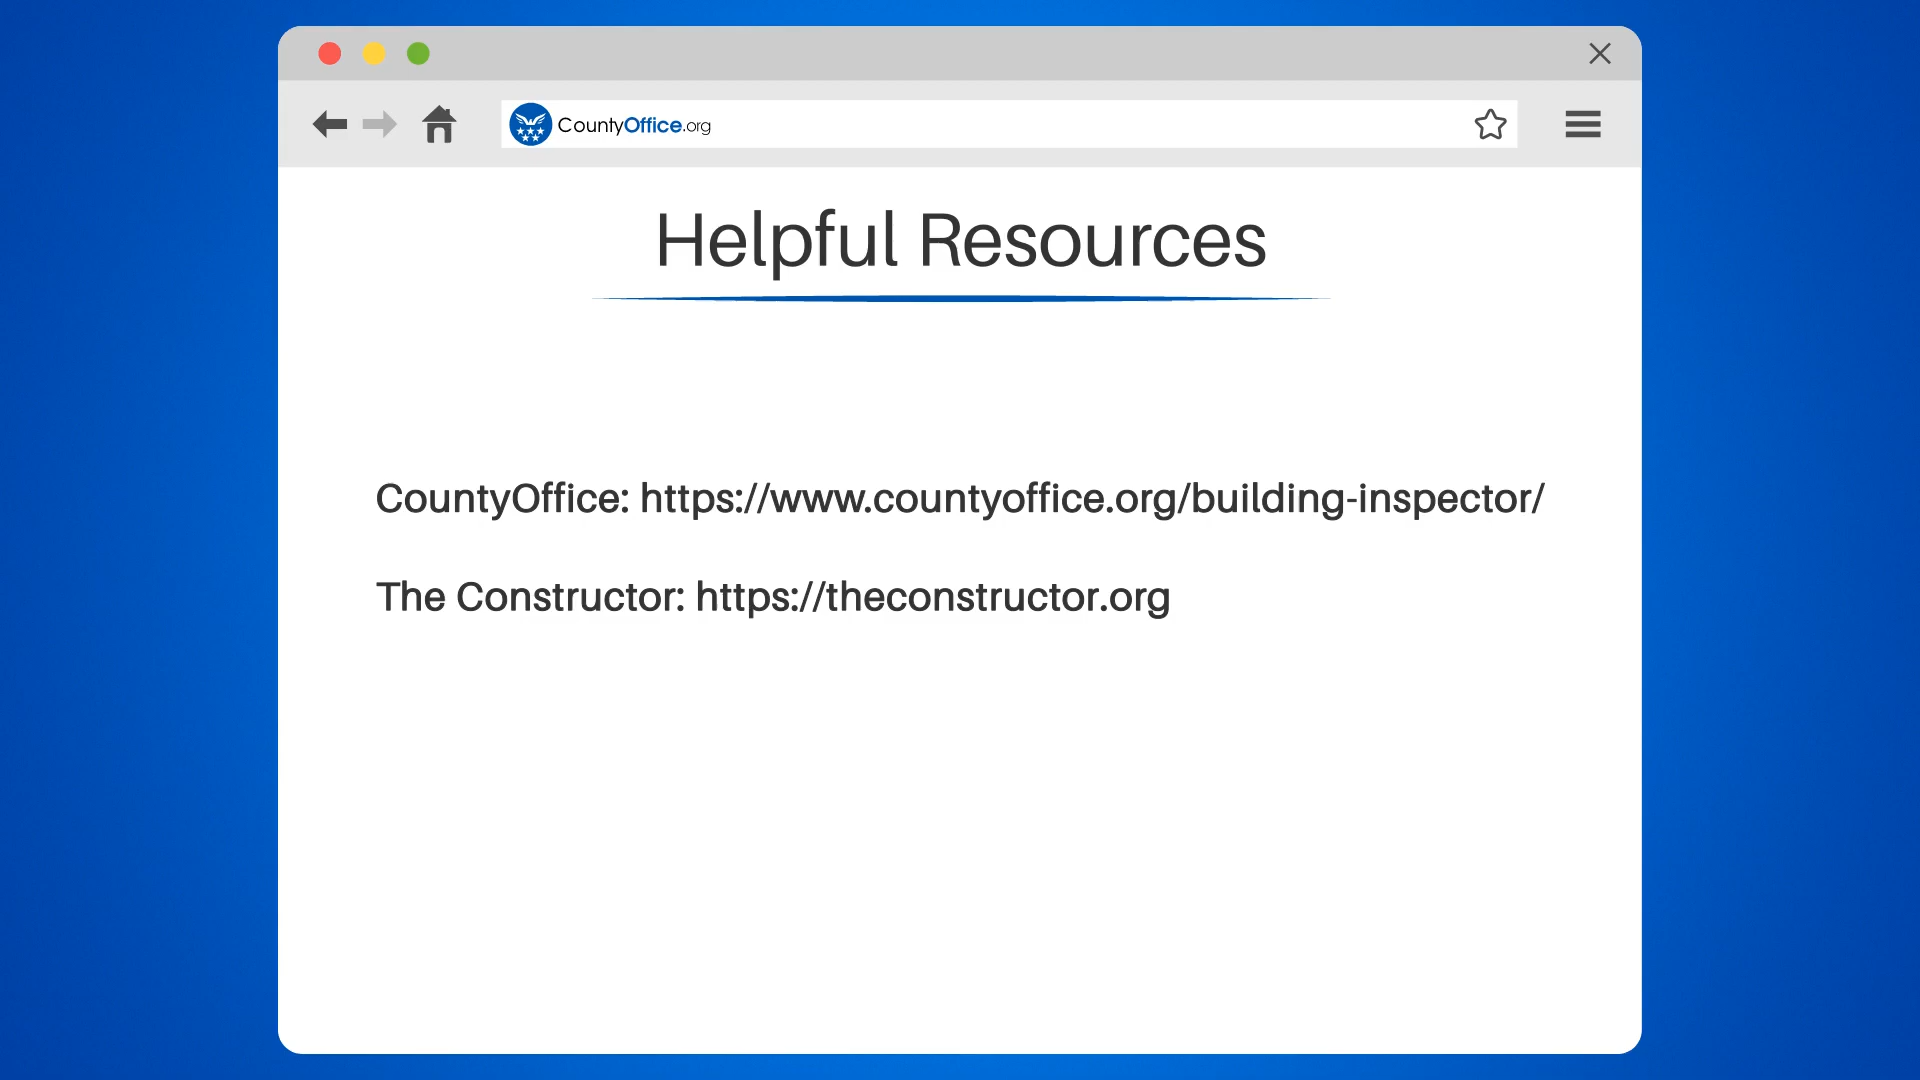 CountyOffice.org
Helpful Resources
CountyOffice: https://www.countyoffice.org/building-inspector/
The Constructor: https://theconstructor.org